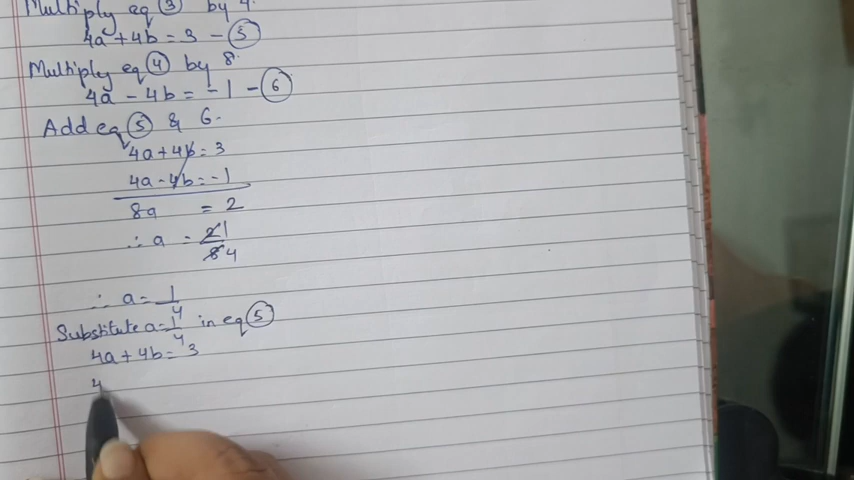 Multiply eq ③ by 4.
4a + 4b = 3 - ⑤
Multiply eq ④ by 8.
4a - 4b = -1 - ⑥
Add eq ⑤ & 6.
4a + 4b = 3
4a - 4b = -1
8a = 2
∴ a = 2 1
8 4
∴ a = 1
4
Substitute a = 1/4 in eq ⑤
4a + 4b = 3
4